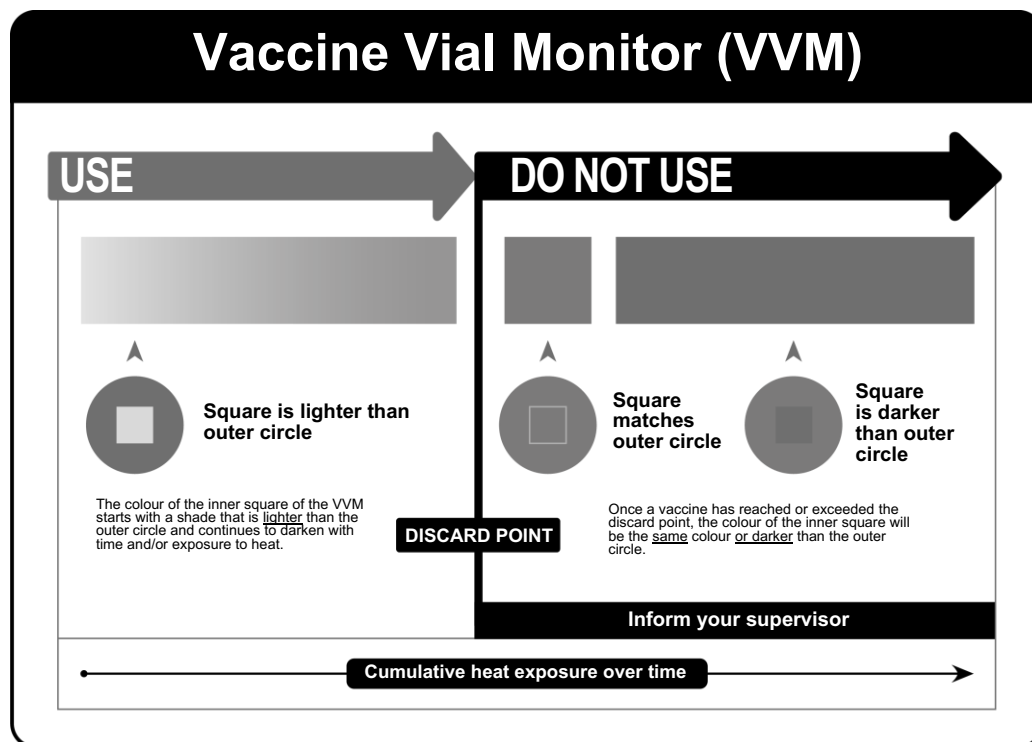 Vaccine Vial Monitor (VVM)
USE
DO NOT USE
Square is lighter than
outer circle
Square
matches
outer circle
Square
is darker
than outer
circle
The colour of the inner square of the VVM
starts with a shade that is lighter than the
outer circle and continues to darken with
time and/or exposure to heat.
DISCARD POINT
Once a vaccine has reached or exceeded the
discard point, the colour of the inner square will
be the same colour or darker than the outer
circle.
Inform your supervisor
Cumulative heat exposure over time